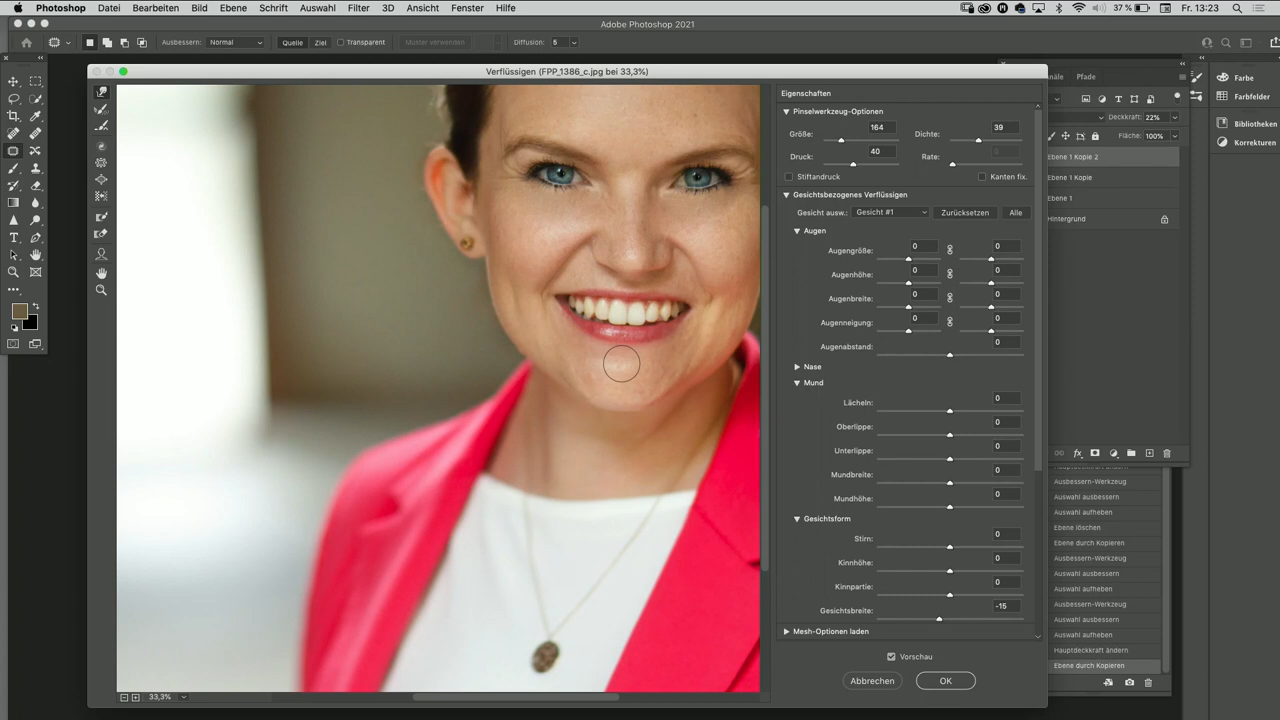 Photoshop Datei Bearbeiten Bild Ebene Schrift Auswahl Filter 3D Ansicht Fenster Hilfe 37 % Fr. 13:23
Adobe Photoshop 2021
Ausbessern: Normal Quelle Ziel Transparent Muster verwenden Diffusion: 5
Verflüssigen (FPP_1386_c.jpg bei 33,3%)
näle Pfade
Farbe
Farbfelder
Bibliotheken
Korrekturen
Deckkraft: 22%
Fläche: 100%
Ebene 1 Kopie 2
Ebene 1 Kopie
Ebene 1
Hintergrund
Eigenschaften
Pinselwerkzeug-Optionen
Größe: 164 Dichte: 39
Druck: 40 Rate: 0
Stiftandruck Kanten fix.
Gesichtsbezogenes Verflüssigen
Gesicht ausw.: Gesicht #1 Zurücksetzen Alle
Augen
Augengröße: 0 0
Augenhöhe: 0 0
Augenbreite: 0 0
Augenneigung: 0 0
Augenabstand: 0
Nase
Mund
Lächeln: 0
Oberlippe: 0
Unterlippe: 0
Mundbreite: 0
Mundhöhe: 0
Gesichtsform
Stirn: 0
Kinnhöhe: 0
Kinnpartie: 0
Gesichtsbreite: -15
Mesh-Optionen laden
Vorschau
Abbrechen OK
33,3%
fx
Ausbessern-Werkzeug
Auswahl ausbessern
Auswahl aufheben
Ebene löschen
Ebene durch Kopieren
Ausbessern-Werkzeug
Auswahl ausbessern
Auswahl aufheben
Ausbessern-Werkzeug
Auswahl ausbessern
Auswahl aufheben
Hauptdeckkraft ändern
Ebene durch Kopieren